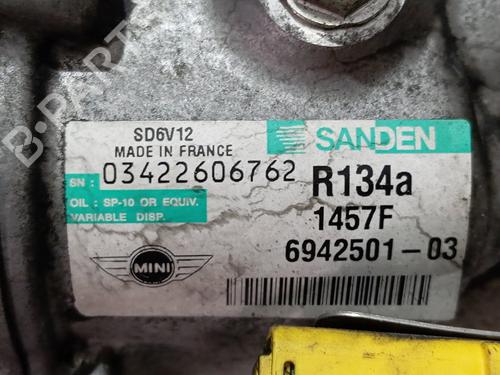 SD6V12
MADE IN FRANCE
SANDEN
SN : 03422606762
R134a
OIL : SP-10 OR EQUIV.
VARIABLE DISP.
1457F
6942501-03
MINI
B-PARTS